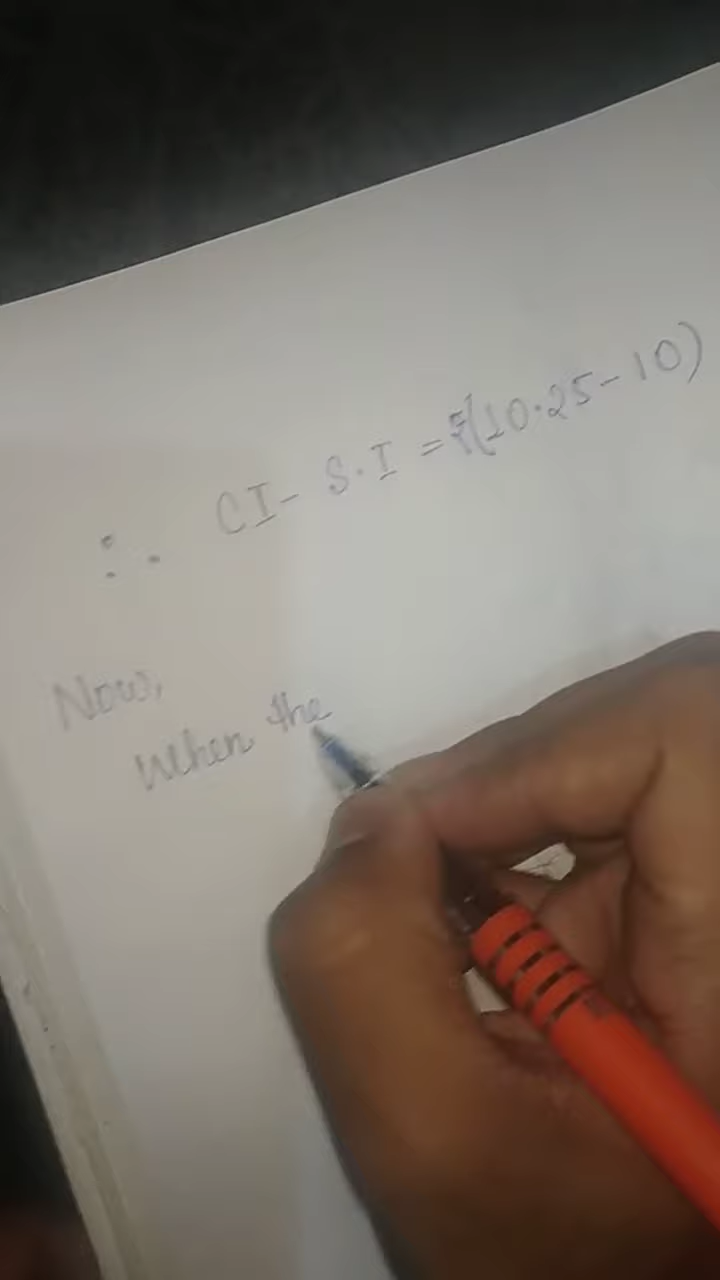 ∴ CI - S.I = ₹(10.25 - 10)
Now,
When the